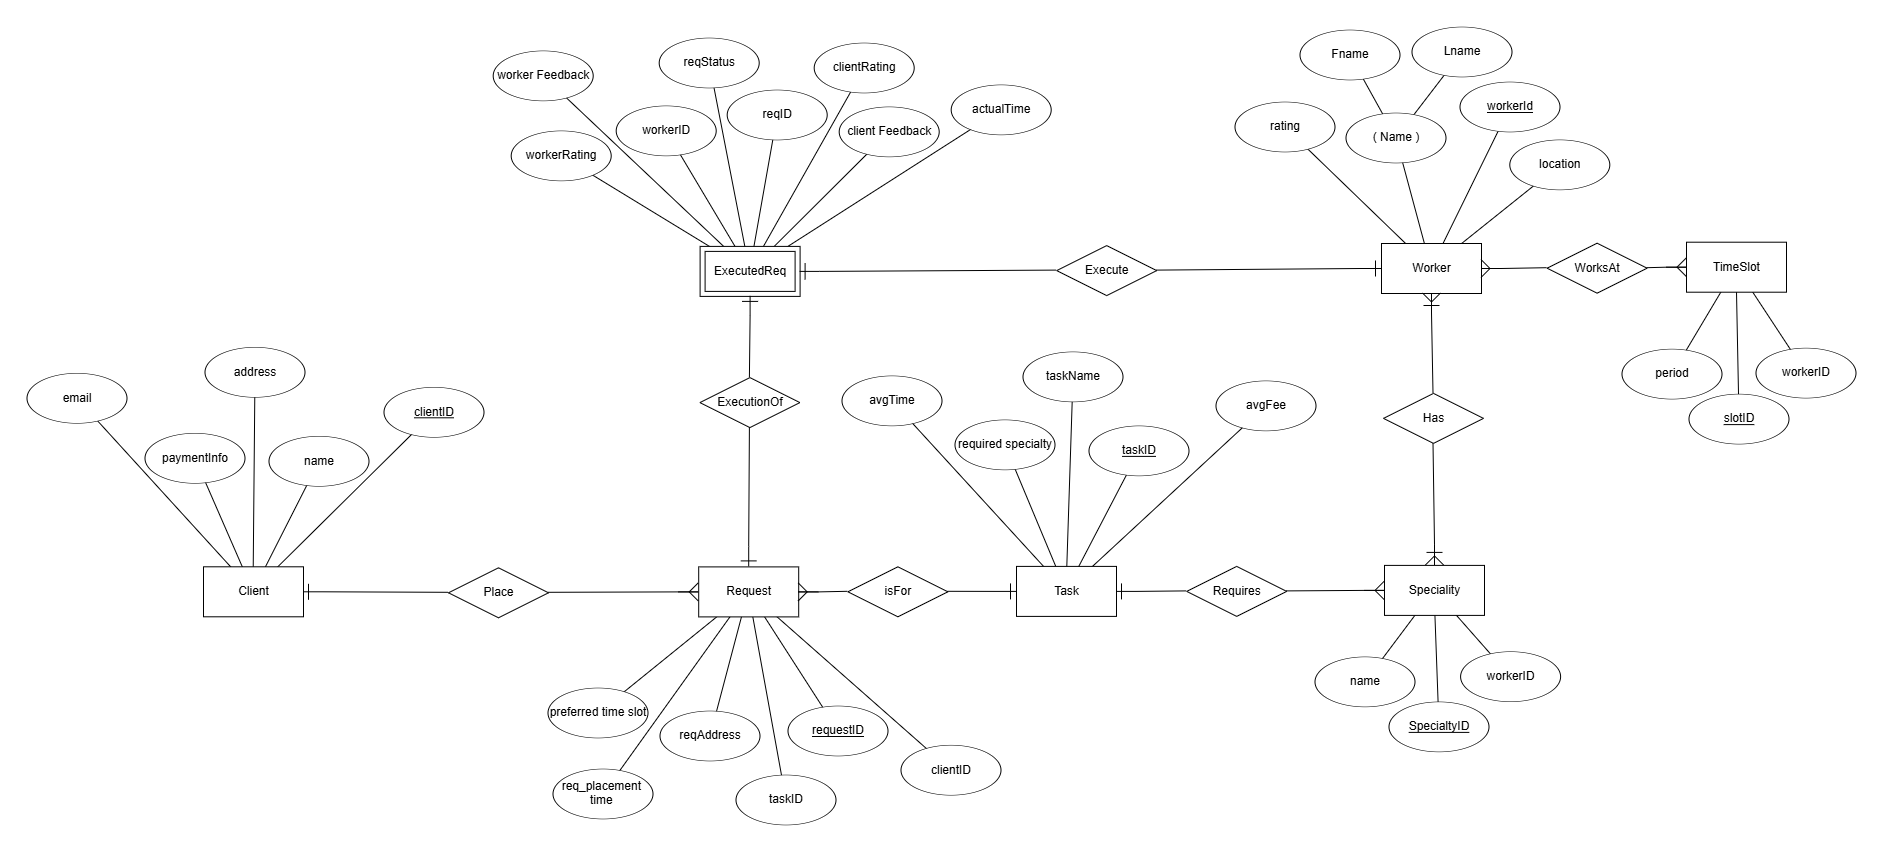 Fname
Lname
worker Feedback
reqStatus
clientRating
reqID
actualTime
workerId
workerID
client Feedback
rating
( Name )
workerRating
location
ExecutedReq
Execute
Worker
WorksAt
TimeSlot
period
workerID
slotID
email
address
clientID
ExecutionOf
avgTime
taskName
avgFee
Has
paymentInfo
name
required specialty
taskID
Client
Place
Request
isFor
Task
Requires
Speciality
name
workerID
SpecialtyID
preferred time slot
reqAddress
requestID
clientID
req_placement
time
taskID